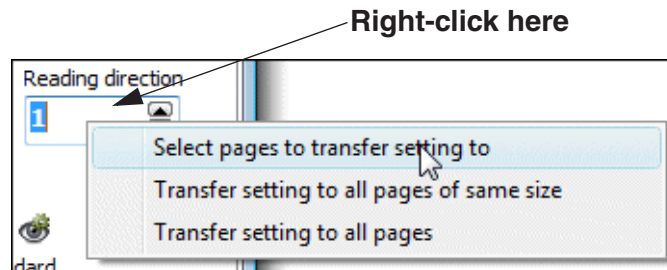 Right-click here
Reading direction
1
Select pages to transfer setting to
Transfer setting to all pages of same size
Transfer setting to all pages
dard